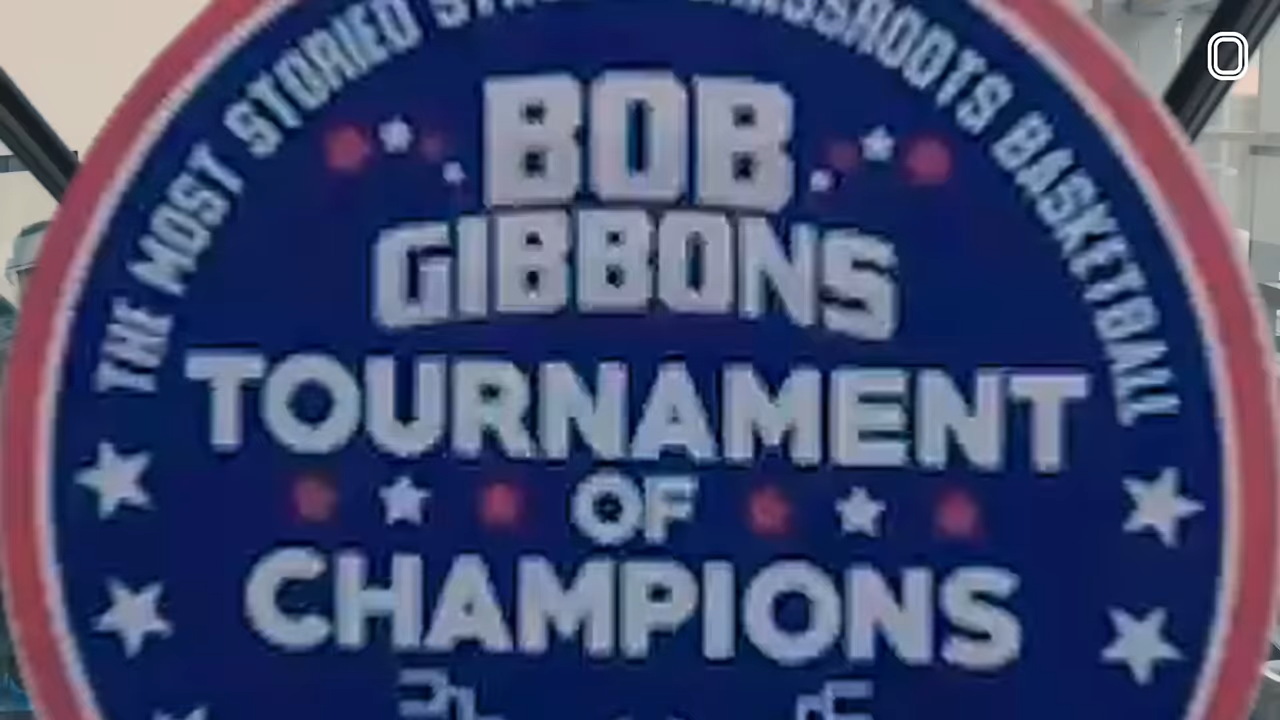 THE MOST STORIED GRASSROOTS BASKETBALL
BOB
GIBBONS
TOURNAMENT
OF
CHAMPIONS